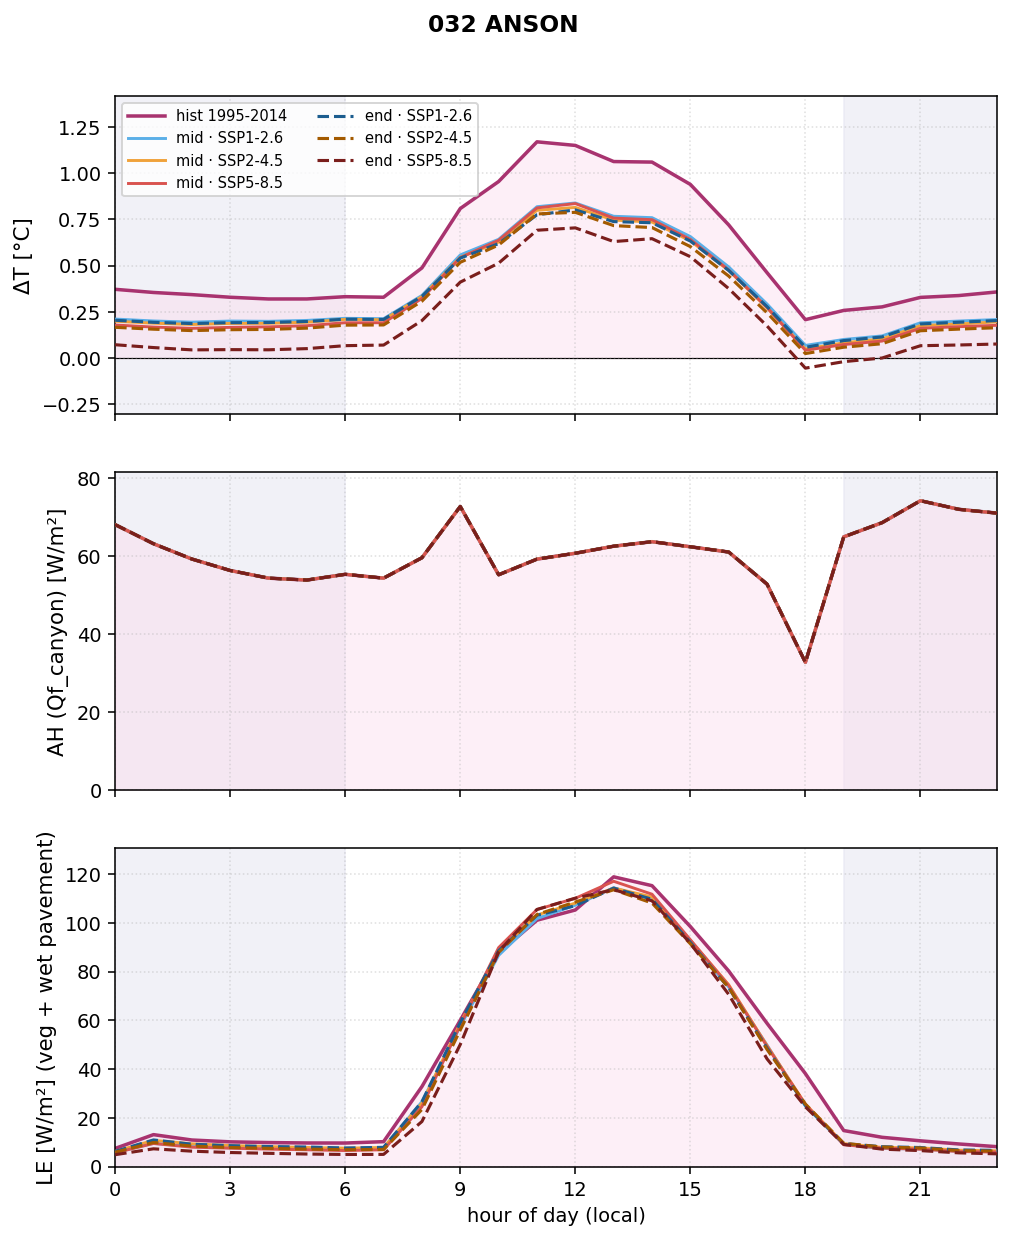 032 ANSON
hist 1995-2014
mid · SSP1-2.6
mid · SSP2-4.5
mid · SSP5-8.5
end · SSP1-2.6
end · SSP2-4.5
end · SSP5-8.5
ΔT [°C]
1.25
1.00
0.75
0.50
0.25
0.00
−0.25
AH (Qf_canyon) [W/m²]
80
60
40
20
0
LE [W/m²] (veg + wet pavement)
120
100
80
60
40
20
0
0 3 6 9 12 15 18 21
hour of day (local)